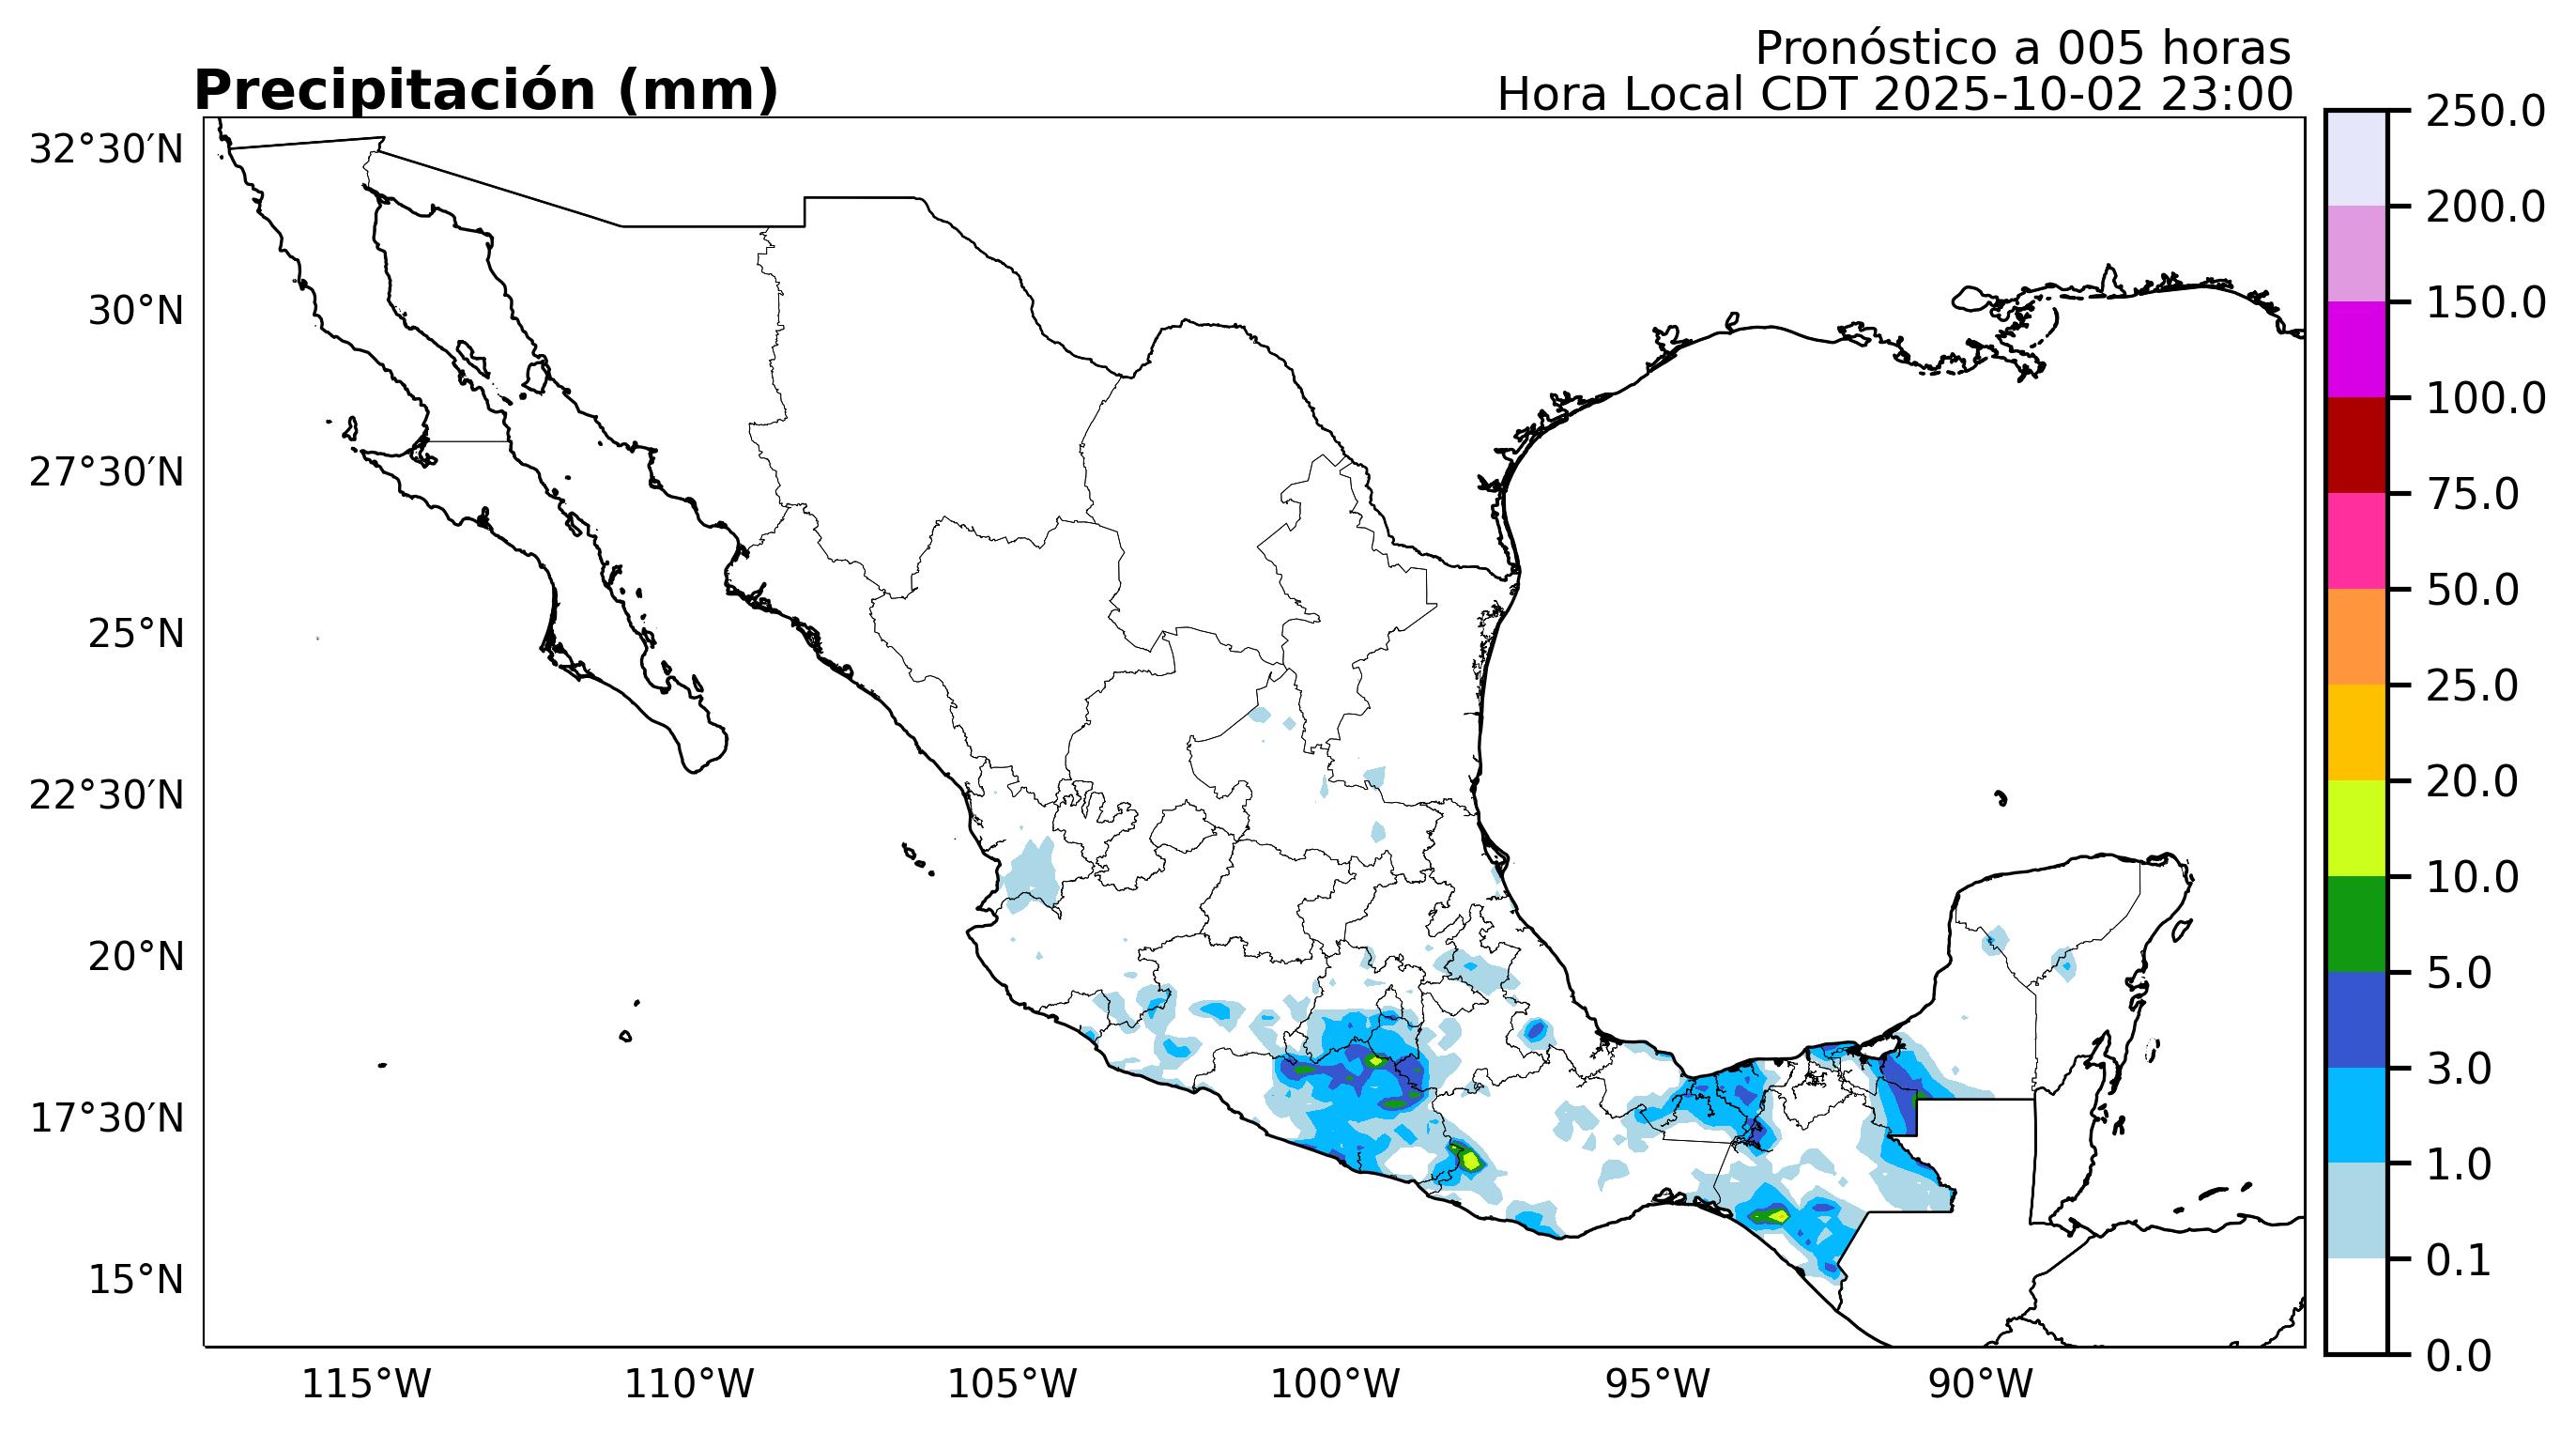 Pronóstico a 005 horas
Precipitación (mm)
Hora Local CDT 2025-10-02 23:00
32°30′N
30°N
27°30′N
25°N
22°30′N
20°N
17°30′N
15°N
115°W
110°W
105°W
100°W
95°W
90°W
250.0
200.0
150.0
100.0
75.0
50.0
25.0
20.0
10.0
5.0
3.0
1.0
0.1
0.0